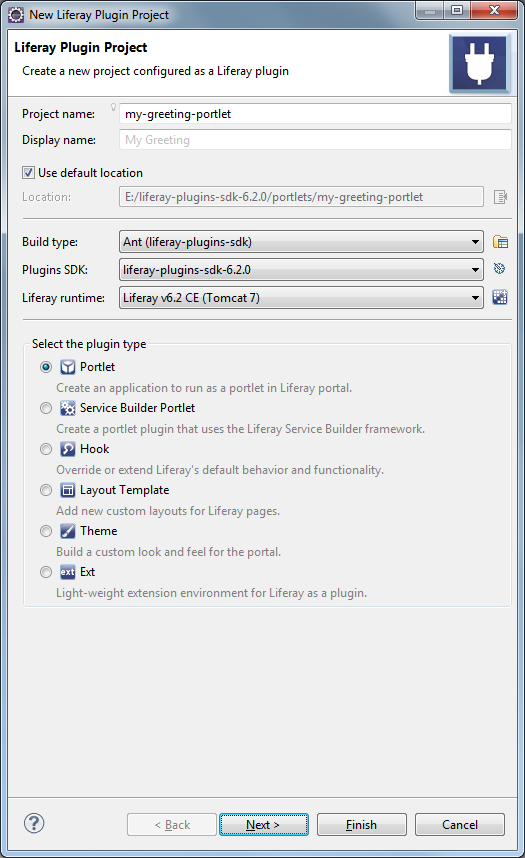 New Liferay Plugin Project
Liferay Plugin Project
Create a new project configured as a Liferay plugin
Project name: my-greeting-portlet
Display name: My Greeting
Use default location
Location: E:/liferay-plugins-sdk-6.2.0/portlets/my-greeting-portlet
Build type: Ant (liferay-plugins-sdk)
Plugins SDK: liferay-plugins-sdk-6.2.0
Liferay runtime: Liferay v6.2 CE (Tomcat 7)
Select the plugin type
Portlet
Create an application to run as a portlet in Liferay portal.
Service Builder Portlet
Create a portlet plugin that uses the Liferay Service Builder framework.
Hook
Override or extend Liferay's default behavior and functionality.
Layout Template
Add new custom layouts for Liferay pages.
Theme
Build a custom look and feel for the portal.
ext Ext
Light-weight extension environment for Liferay as a plugin.
? < Back Next > Finish Cancel